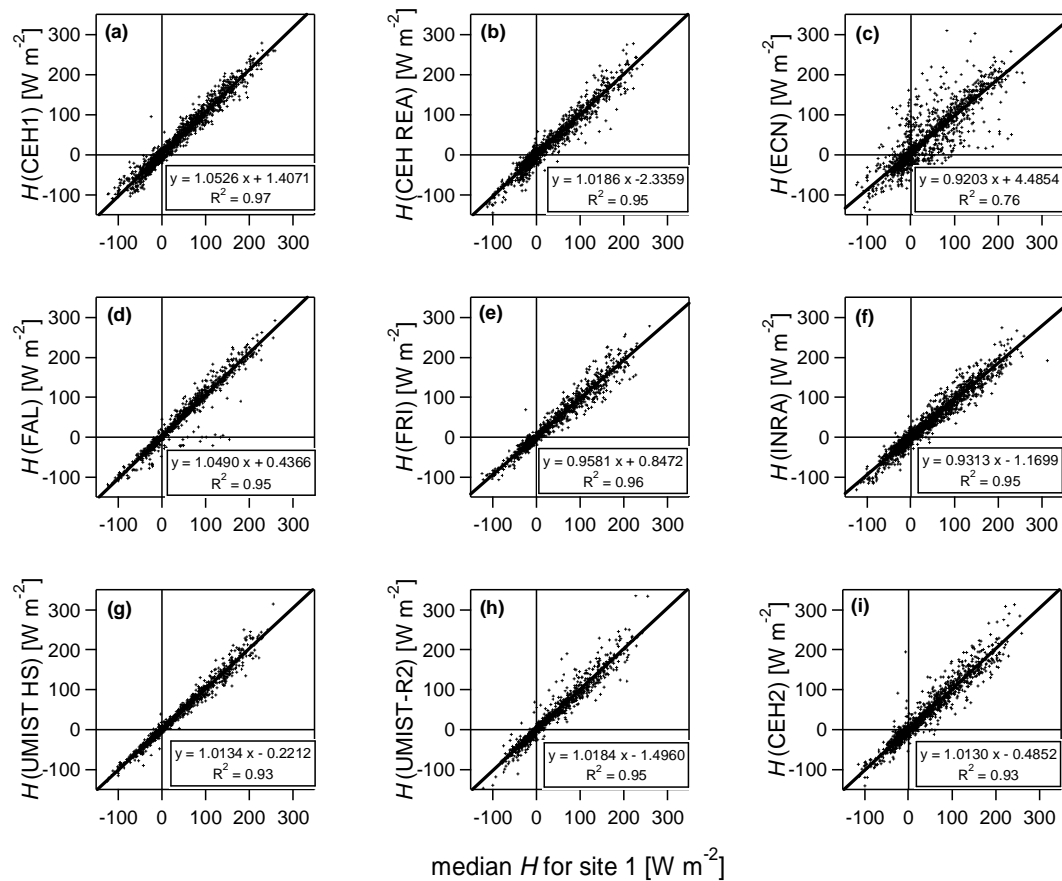 (a)
H(CEH1) [W m-2]
300
200
100
0
-100
y = 1.0526 x + 1.4071
R2 = 0.97
-100 0 100 200 300
(b)
H(CEH REA) [W m-2]
300
200
100
0
-100
y = 1.0186 x -2.3359
R2 = 0.95
-100 0 100 200 300
(c)
H(ECN) [W m-2]
300
200
100
0
-100
y = 0.9203 x + 4.4854
R2 = 0.76
-100 0 100 200 300
(d)
H(FAL) [W m-2]
300
200
100
0
-100
y = 1.0490 x + 0.4366
R2 = 0.95
-100 0 100 200 300
(e)
H(FRI) [W m-2]
300
200
100
0
-100
y = 0.9581 x + 0.8472
R2 = 0.96
-100 0 100 200 300
(f)
H(INRA) [W m-2]
300
200
100
0
-100
y = 0.9313 x - 1.1699
R2 = 0.95
-100 0 100 200 300
(g)
H(UMIST HS) [W m-2]
300
200
100
0
-100
y = 1.0134 x - 0.2212
R2 = 0.93
-100 0 100 200 300
(h)
H(UMIST-R2) [W m-2]
300
200
100
0
-100
y = 1.0184 x - 1.4960
R2 = 0.95
-100 0 100 200 300
(i)
H(CEH2) [W m-2]
300
200
100
0
-100
y = 1.0130 x - 0.4852
R2 = 0.93
-100 0 100 200 300
median H for site 1 [W m-2]